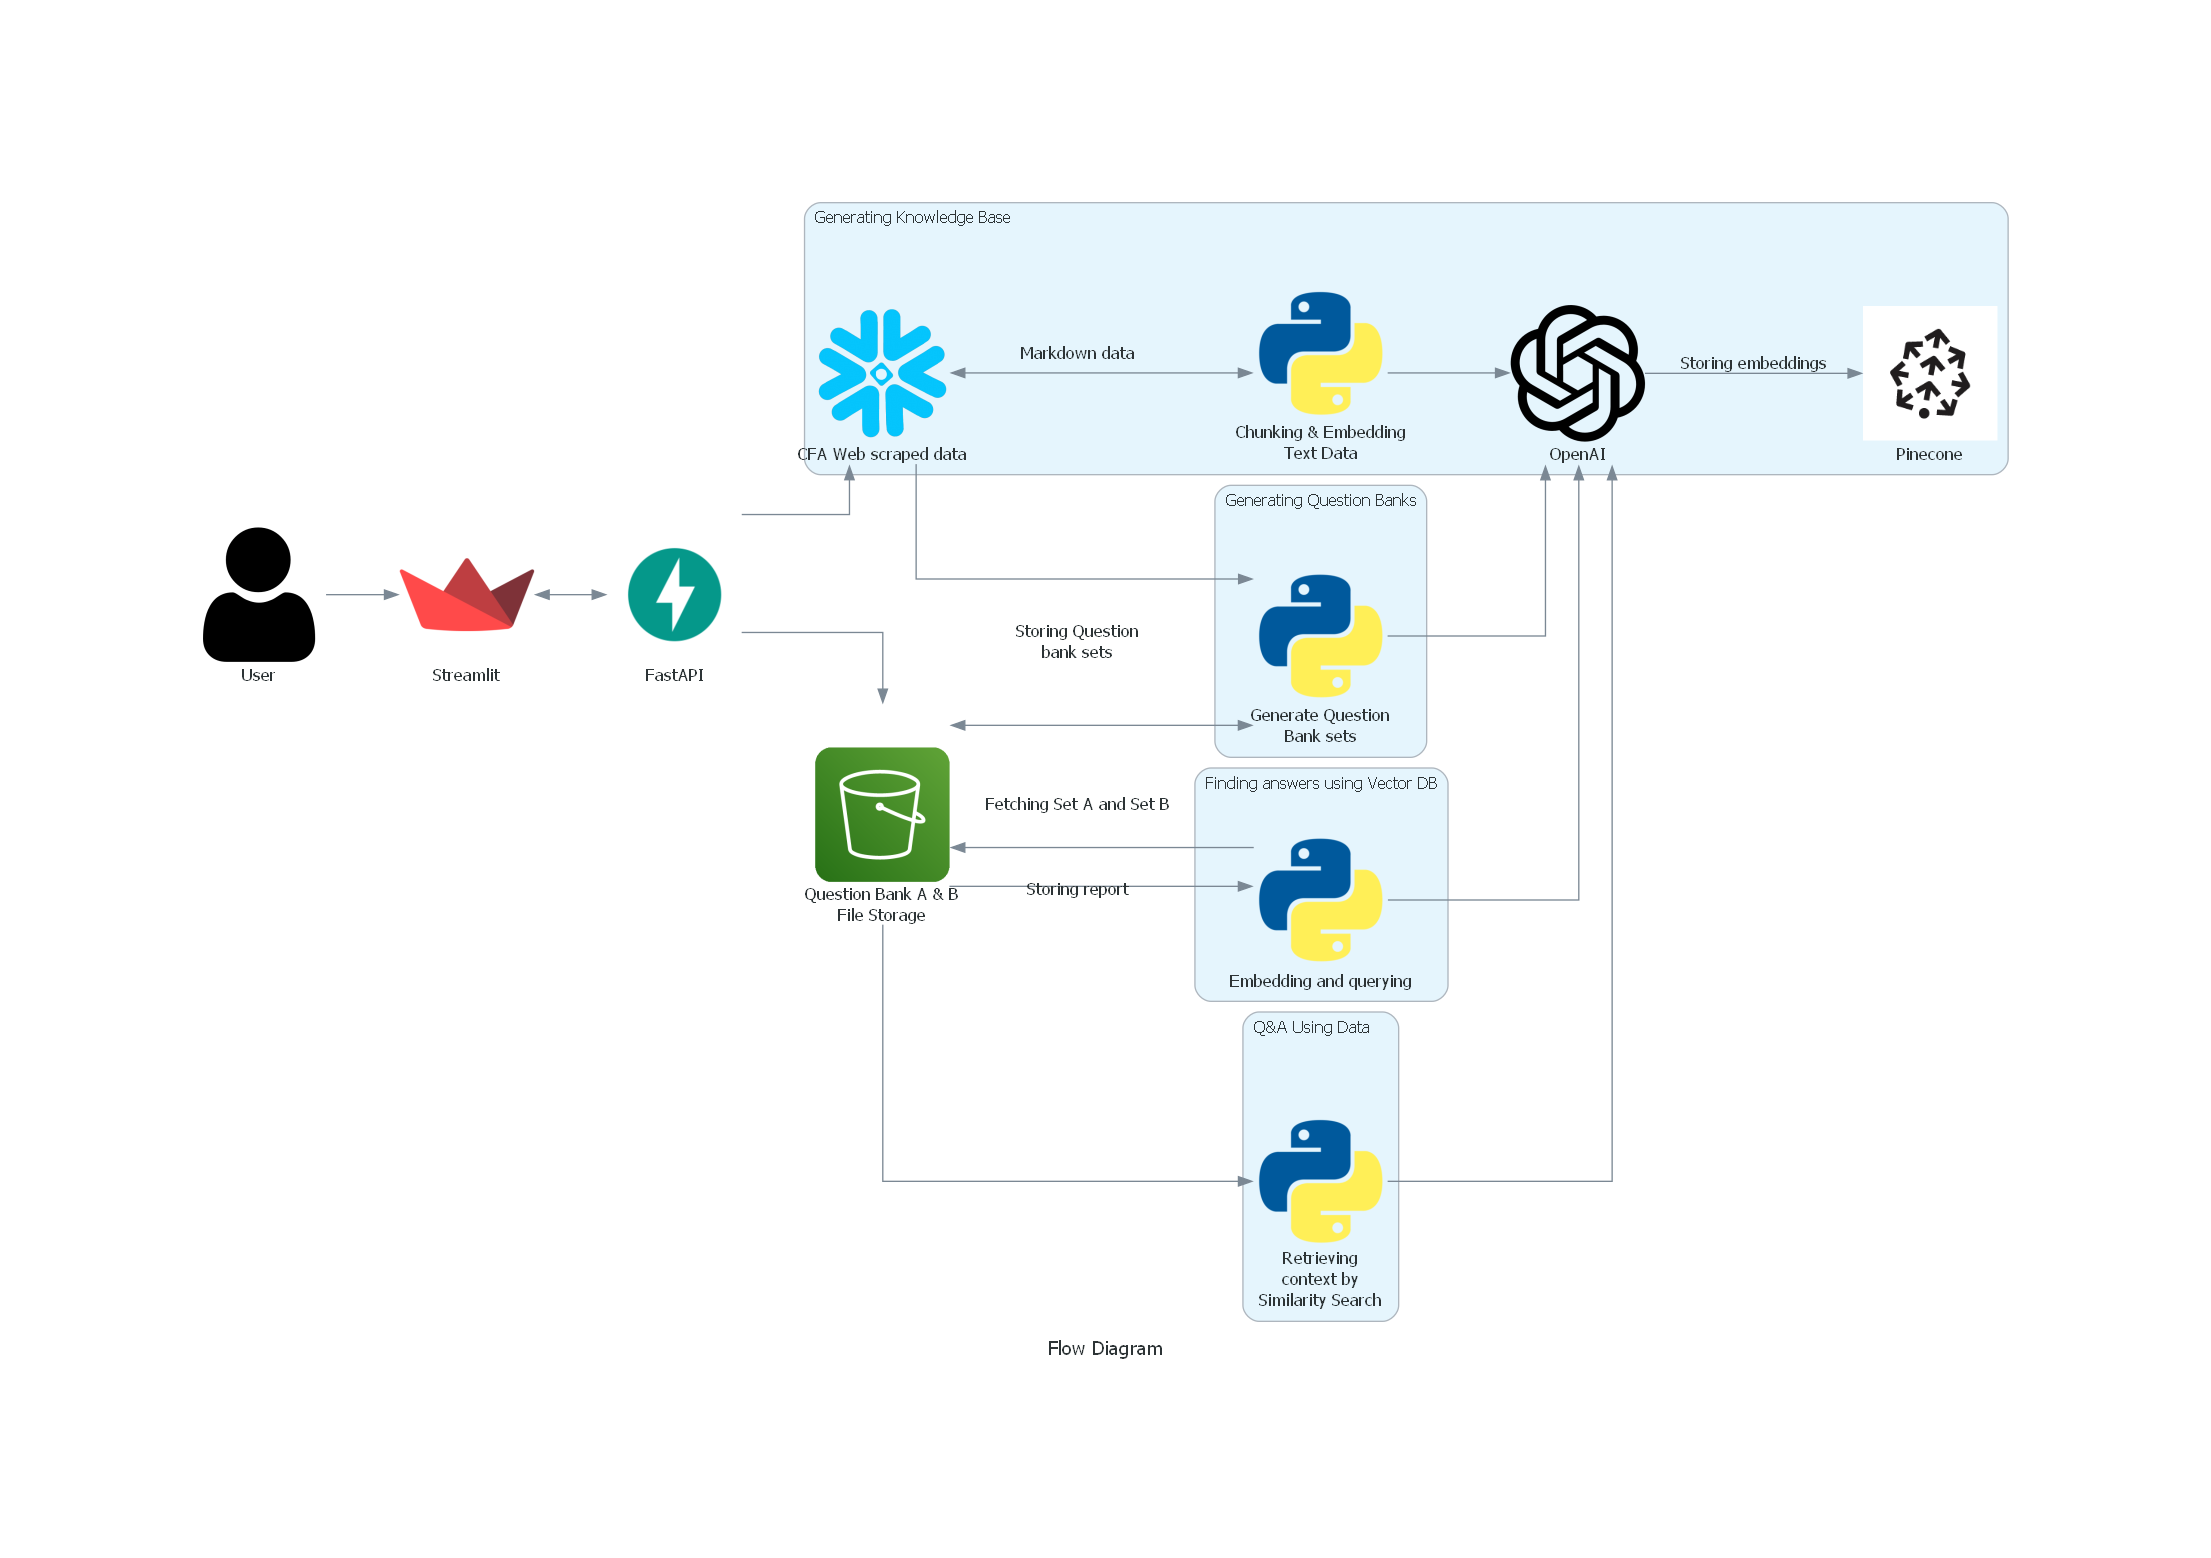 Generating Knowledge Base
Markdown data
Storing embeddings
CFA Web scraped data
Chunking & Embedding
Text Data
OpenAI
Pinecone
Generating Question Banks
User
Streamlit
FastAPI
Storing Question
bank sets
Generate Question
Bank sets
Finding answers using Vector DB
Fetching Set A and Set B
Storing report
Question Bank A & B
File Storage
Embedding and querying
Q&A Using Data
Retrieving
context by
Similarity Search
Flow Diagram